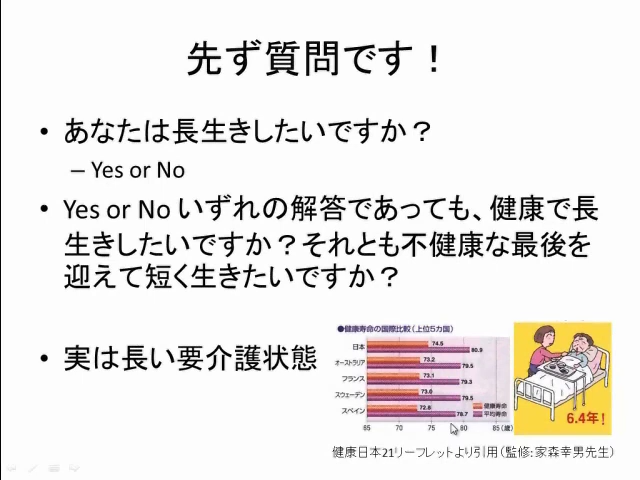 先ず質問です！
• あなたは長生きしたいですか？
– Yes or No
• Yes or No いずれの解答であっても、健康で長
生きしたいですか？それとも不健康な最後を
迎えて短く生きたいですか？
• 実は長い要介護状態
●健康寿命の国際比較（上位5カ国）
日本 74.5 80.9
オーストラリア 73.2 79.5
フランス 73.1 79.3
スウェーデン 73.0 79.5
スペイン 72.8 78.7
健康寿命
平均寿命
65 70 75 80 85（歳）
6.4年！
健康日本21リーフレットより引用（監修：家森幸男先生）